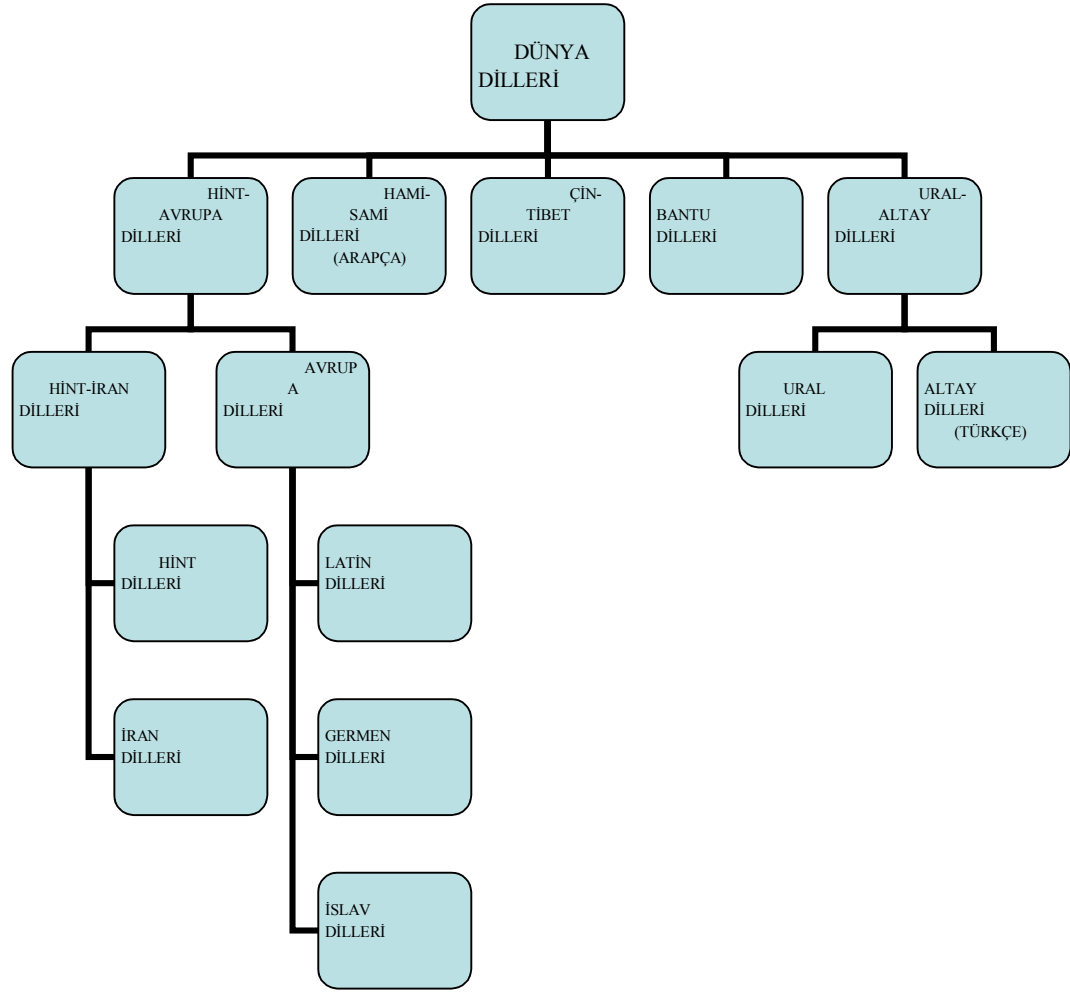 DÜNYA
DİLLERİ
HİNT-
AVRUPA
DİLLERİ
HAMİ-
SAMİ
DİLLERİ
(ARAPÇA)
ÇİN-
TİBET
DİLLERİ
BANTU
DİLLERİ
URAL-
ALTAY
DİLLERİ
HİNT-İRAN
DİLLERİ
AVRUP
A
DİLLERİ
URAL
DİLLERİ
ALTAY
DİLLERİ
(TÜRKÇE)
HİNT
DİLLERİ
LATİN
DİLLERİ
İRAN
DİLLERİ
GERMEN
DİLLERİ
İSLAV
DİLLERİ